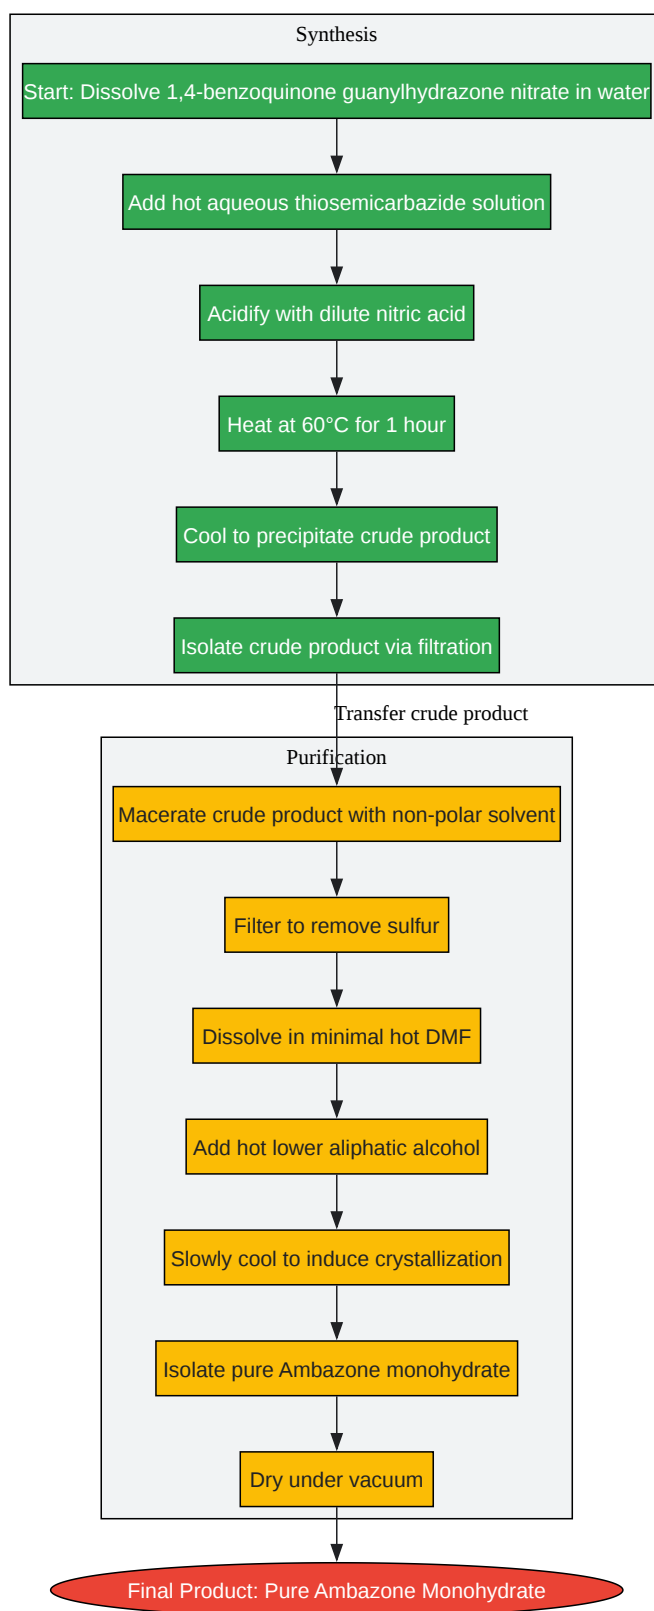 Synthesis
Start: Dissolve 1,4-benzoquinone guanylhydrazone nitrate in water
Add hot aqueous thiosemicarbazide solution
Acidify with dilute nitric acid
Heat at 60°C for 1 hour
Cool to precipitate crude product
Isolate crude product via filtration
Transfer crude product
Purification
Macerate crude product with non-polar solvent
Filter to remove sulfur
Dissolve in minimal hot DMF
Add hot lower aliphatic alcohol
Slowly cool to induce crystallization
Isolate pure Ambazone monohydrate
Dry under vacuum
Final Product: Pure Ambazone Monohydrate